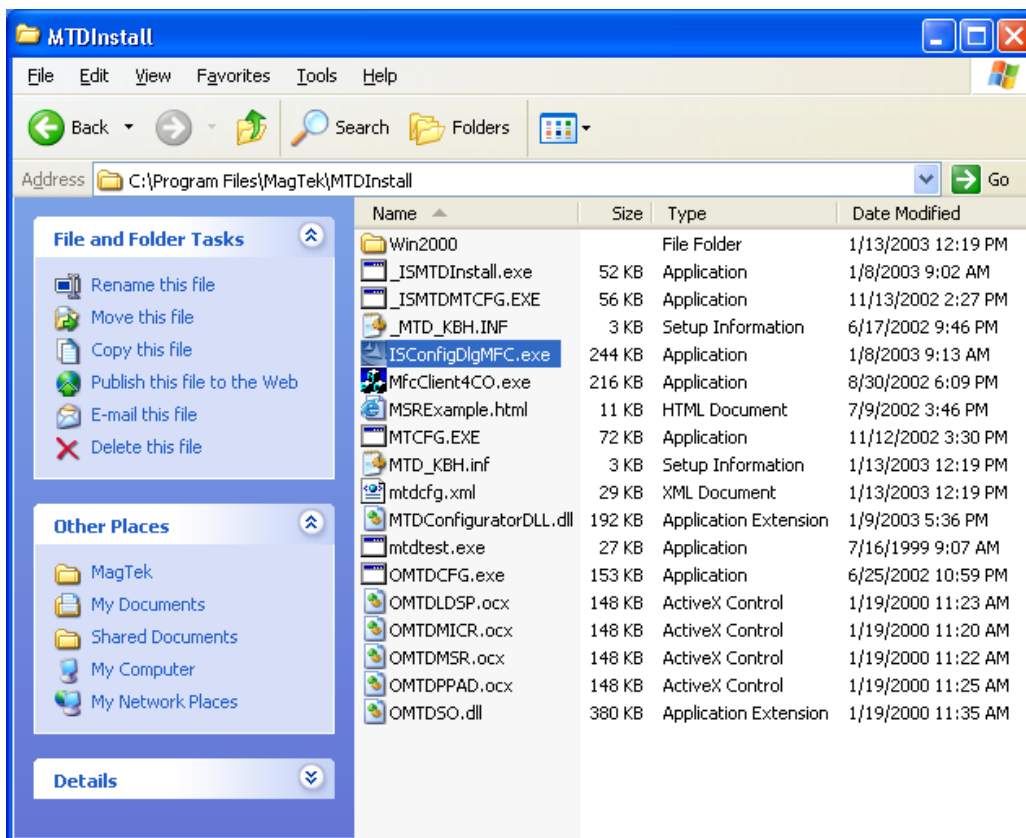 MTDInstall
File Edit View Favorites Tools Help
Back Search Folders
Address C:\Program Files\MagTek\MTDInstall Go
File and Folder Tasks
Rename this file
Move this file
Copy this file
Publish this file to the Web
E-mail this file
Delete this file
Other Places
MagTek
My Documents
Shared Documents
My Computer
My Network Places
Details
Name Size Type Date Modified
Win2000 File Folder 1/13/2003 12:19 PM
_ISMTDInstall.exe 52 KB Application 1/8/2003 9:02 AM
_ISMTDMTCFG.EXE 56 KB Application 11/13/2002 2:27 PM
_MTD_KBH.INF 3 KB Setup Information 6/17/2002 9:46 PM
ISConfigDlgMFC.exe 244 KB Application 1/8/2003 9:13 AM
MfcClient4CO.exe 216 KB Application 8/30/2002 6:09 PM
MSRExample.html 11 KB HTML Document 7/9/2002 3:46 PM
MTCFG.EXE 72 KB Application 11/12/2002 3:30 PM
MTD_KBH.inf 3 KB Setup Information 1/13/2003 12:19 PM
mtdcfg.xml 29 KB XML Document 1/13/2003 12:19 PM
MTDConfiguratorDLL.dll 192 KB Application Extension 1/9/2003 5:36 PM
mtdtest.exe 27 KB Application 7/16/1999 9:07 AM
OMTDCFG.exe 153 KB Application 6/25/2002 10:59 PM
OMTDLDSP.ocx 148 KB ActiveX Control 1/19/2000 11:23 AM
OMTDMICR.ocx 148 KB ActiveX Control 1/19/2000 11:20 AM
OMTDMSR.ocx 148 KB ActiveX Control 1/19/2000 11:22 AM
OMTDPPAD.ocx 148 KB ActiveX Control 1/19/2000 11:25 AM
OMTDSO.dll 380 KB Application Extension 1/19/2000 11:35 AM